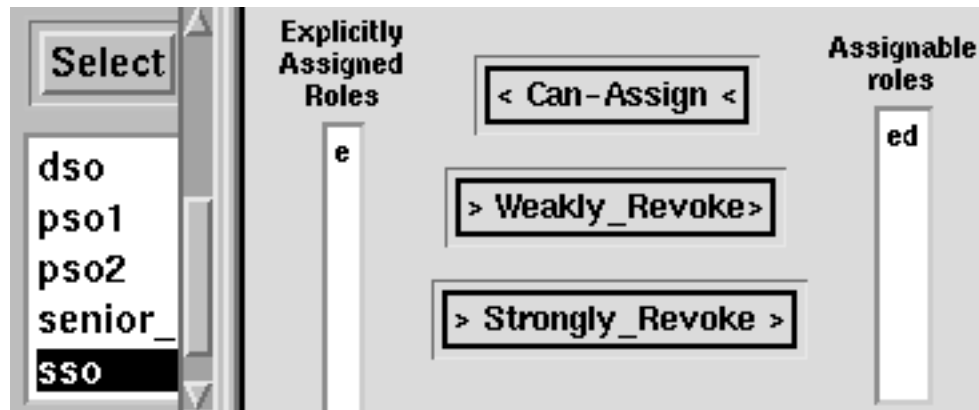 Select
dso
pso1
pso2
senior_
sso
Explicitly
Assigned
Roles
e
< Can-Assign <
> Weakly_Revoke>
> Strongly_Revoke >
Assignable
roles
ed